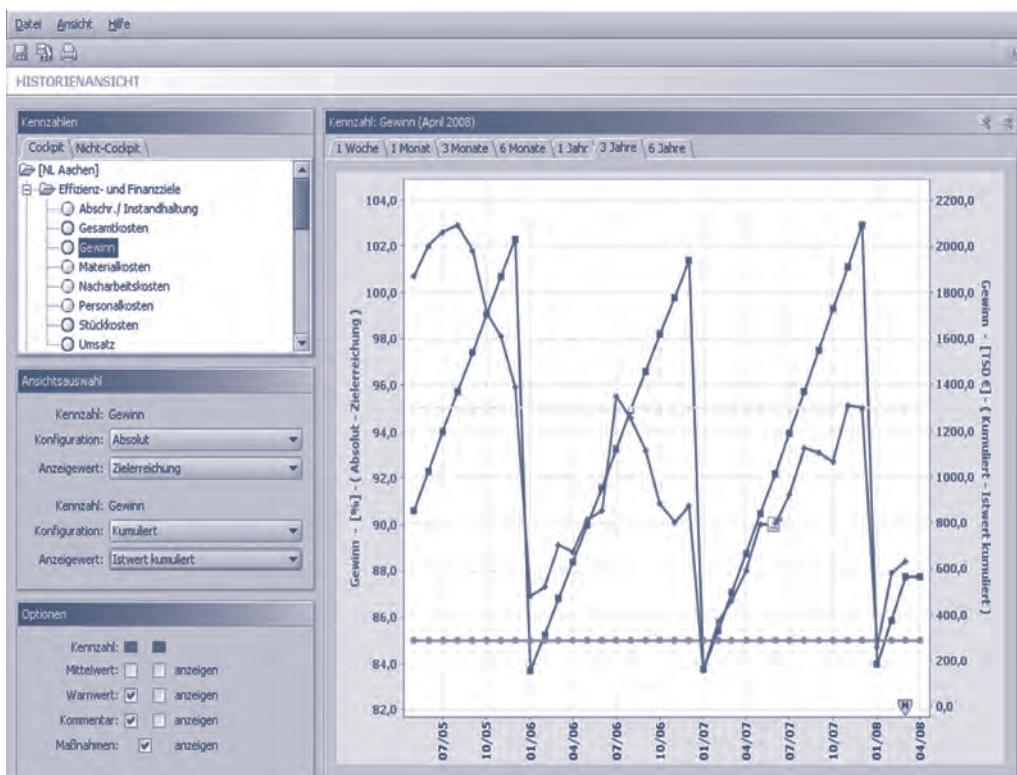 Datei Ansicht Hilfe
HISTORIENANSICHT
Kennzahlen
Cockpit Nicht-Cockpit
[NL Aachen]
Effizienz- und Finanzziele
Abschr./ Instandhaltung
Gesamtkosten
Gewinn
Materialkosten
Nacharbeitskosten
Personalkosten
Stückkosten
Umsatz
Ansichtsauswahl
Kennzahl: Gewinn
Konfiguration: Absolut
Anzeigewert: Zielerreichung
Kennzahl: Gewinn
Konfiguration: Kumuliert
Anzeigewert: Istwert kumuliert
Optionen
Kennzahl:
Mittelwert: anzeigen
Warnwert: anzeigen
Kommentar: anzeigen
Maßnahmen: anzeigen
Kennzahl: Gewinn (April 2008)
1 Woche 1 Monat 3 Monate 6 Monate 1 Jahr 3 Jahre 6 Jahre
Gewinn - [%] - ( Absolut - Zielerreichung )
104,0
102,0
100,0
98,0
96,0
94,0
92,0
90,0
88,0
86,0
84,0
82,0
2200,0
2000,0
1800,0
1600,0
1400,0
1200,0
1000,0
800,0
600,0
400,0
200,0
0,0
Gewinn - [TSD €] - ( Kumuliert - Istwert kumuliert )
M
07/05
10/05
01/06
04/06
07/06
10/06
01/07
04/07
07/07
10/07
01/08
04/08